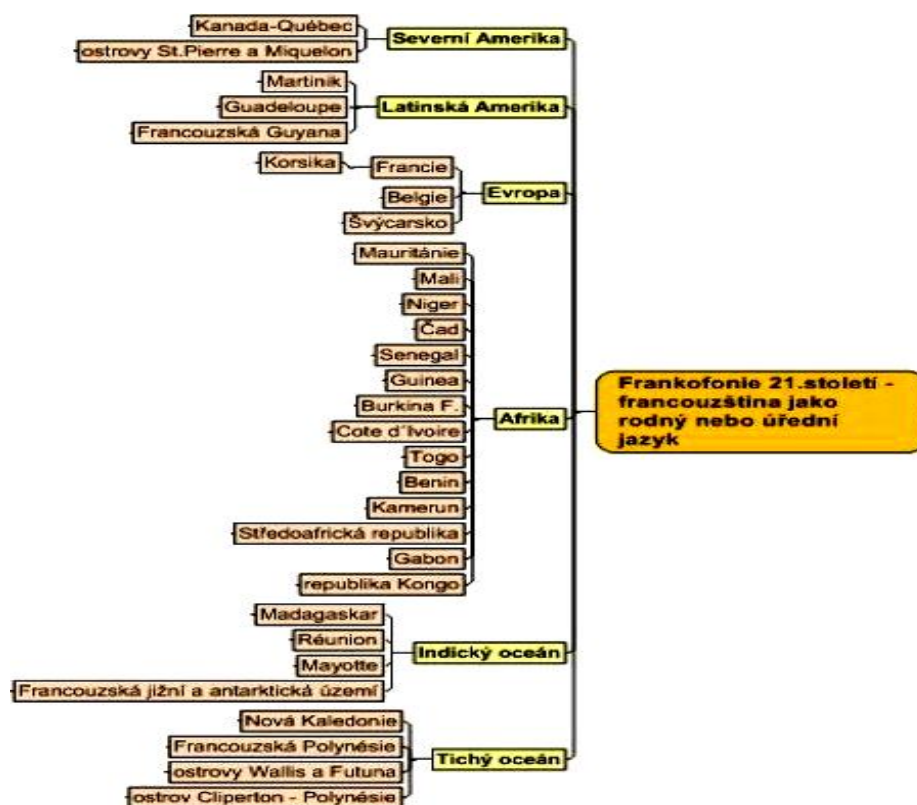 Kanada-Québec
ostrovy St.Pierre a Miquelon
Severní Amerika
Martinik
Guadeloupe
Francouzská Guyana
Latinská Amerika
Korsika
Francie
Belgie
Švýcarsko
Evropa
Mauritánie
Mali
Niger
Čad
Senegal
Guinea
Burkina F.
Cote d´Ivoire
Togo
Benin
Kamerun
Středoafrická republika
Gabon
republika Kongo
Afrika
Frankofonie 21.století -
francouzština jako
rodný nebo úřední
jazyk
Madagaskar
Réunion
Mayotte
Francouzská jižní a antarktická území
Indický oceán
Nová Kaledonie
Francouzská Polynésie
ostrovy Wallis a Futuna
ostrov Cliperton - Polynésie
Tichý oceán